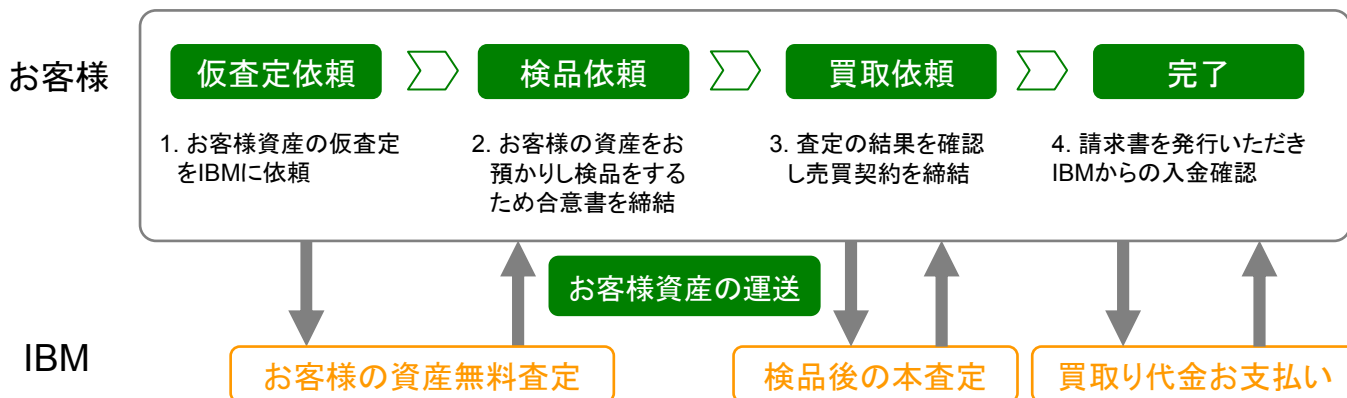 お客様
仮査定依頼
検品依頼
買取依頼
完了
1. お客様資産の仮査定
をIBMに依頼
2. お客様の資産をお
預かりし検品をする
ため合意書を締結
3. 査定の結果を確認
し売買契約を締結
4. 請求書を発行いただき
IBMからの入金確認
お客様資産の運送
IBM
お客様の資産無料査定
検品後の本査定
買取り代金お支払い